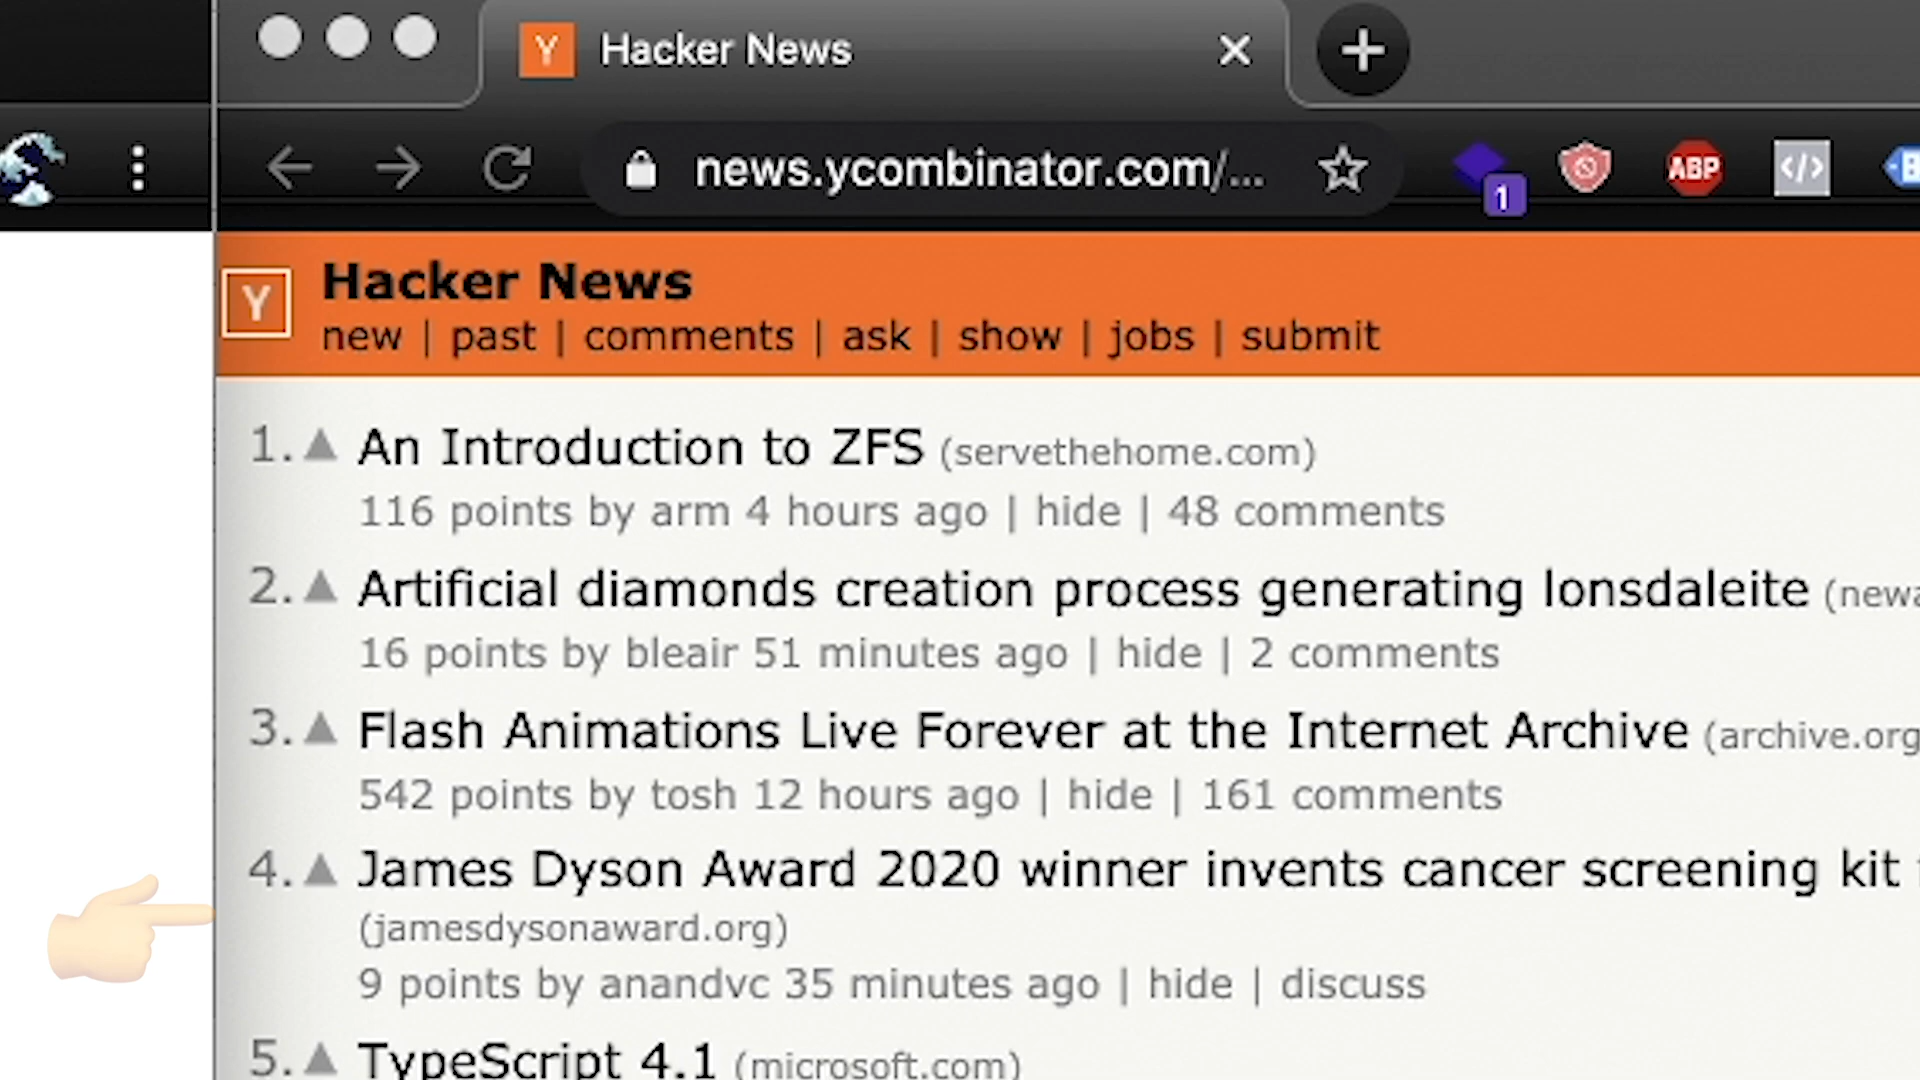 Y Hacker News
news.ycombinator.com/...
1 ABP </> B
Y Hacker News
new | past | comments | ask | show | jobs | submit
1. An Introduction to ZFS (servethehome.com)
116 points by arm 4 hours ago | hide | 48 comments
2. Artificial diamonds creation process generating lonsdaleite
16 points by bleair 51 minutes ago | hide | 2 comments
3. Flash Animations Live Forever at the Internet Archive (archive.org
542 points by tosh 12 hours ago | hide | 161 comments
4. James Dyson Award 2020 winner invents cancer screening kit
(jamesdysonaward.org)
9 points by anandvc 35 minutes ago | hide | discuss
5. TypeScript 4.1 (microsoft.com)